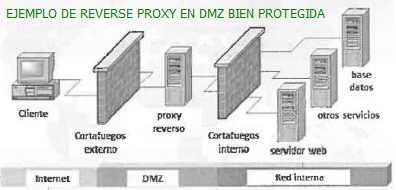 EJEMPLO DE REVERSE PROXY EN DMZ BIEN PROTEGIDA
base
datos
Cliente
proxy
reverso
otros servicios
Cortafuegos
externo
Cortafuegos
interno
servidor web
Internet
DMZ
Red interna